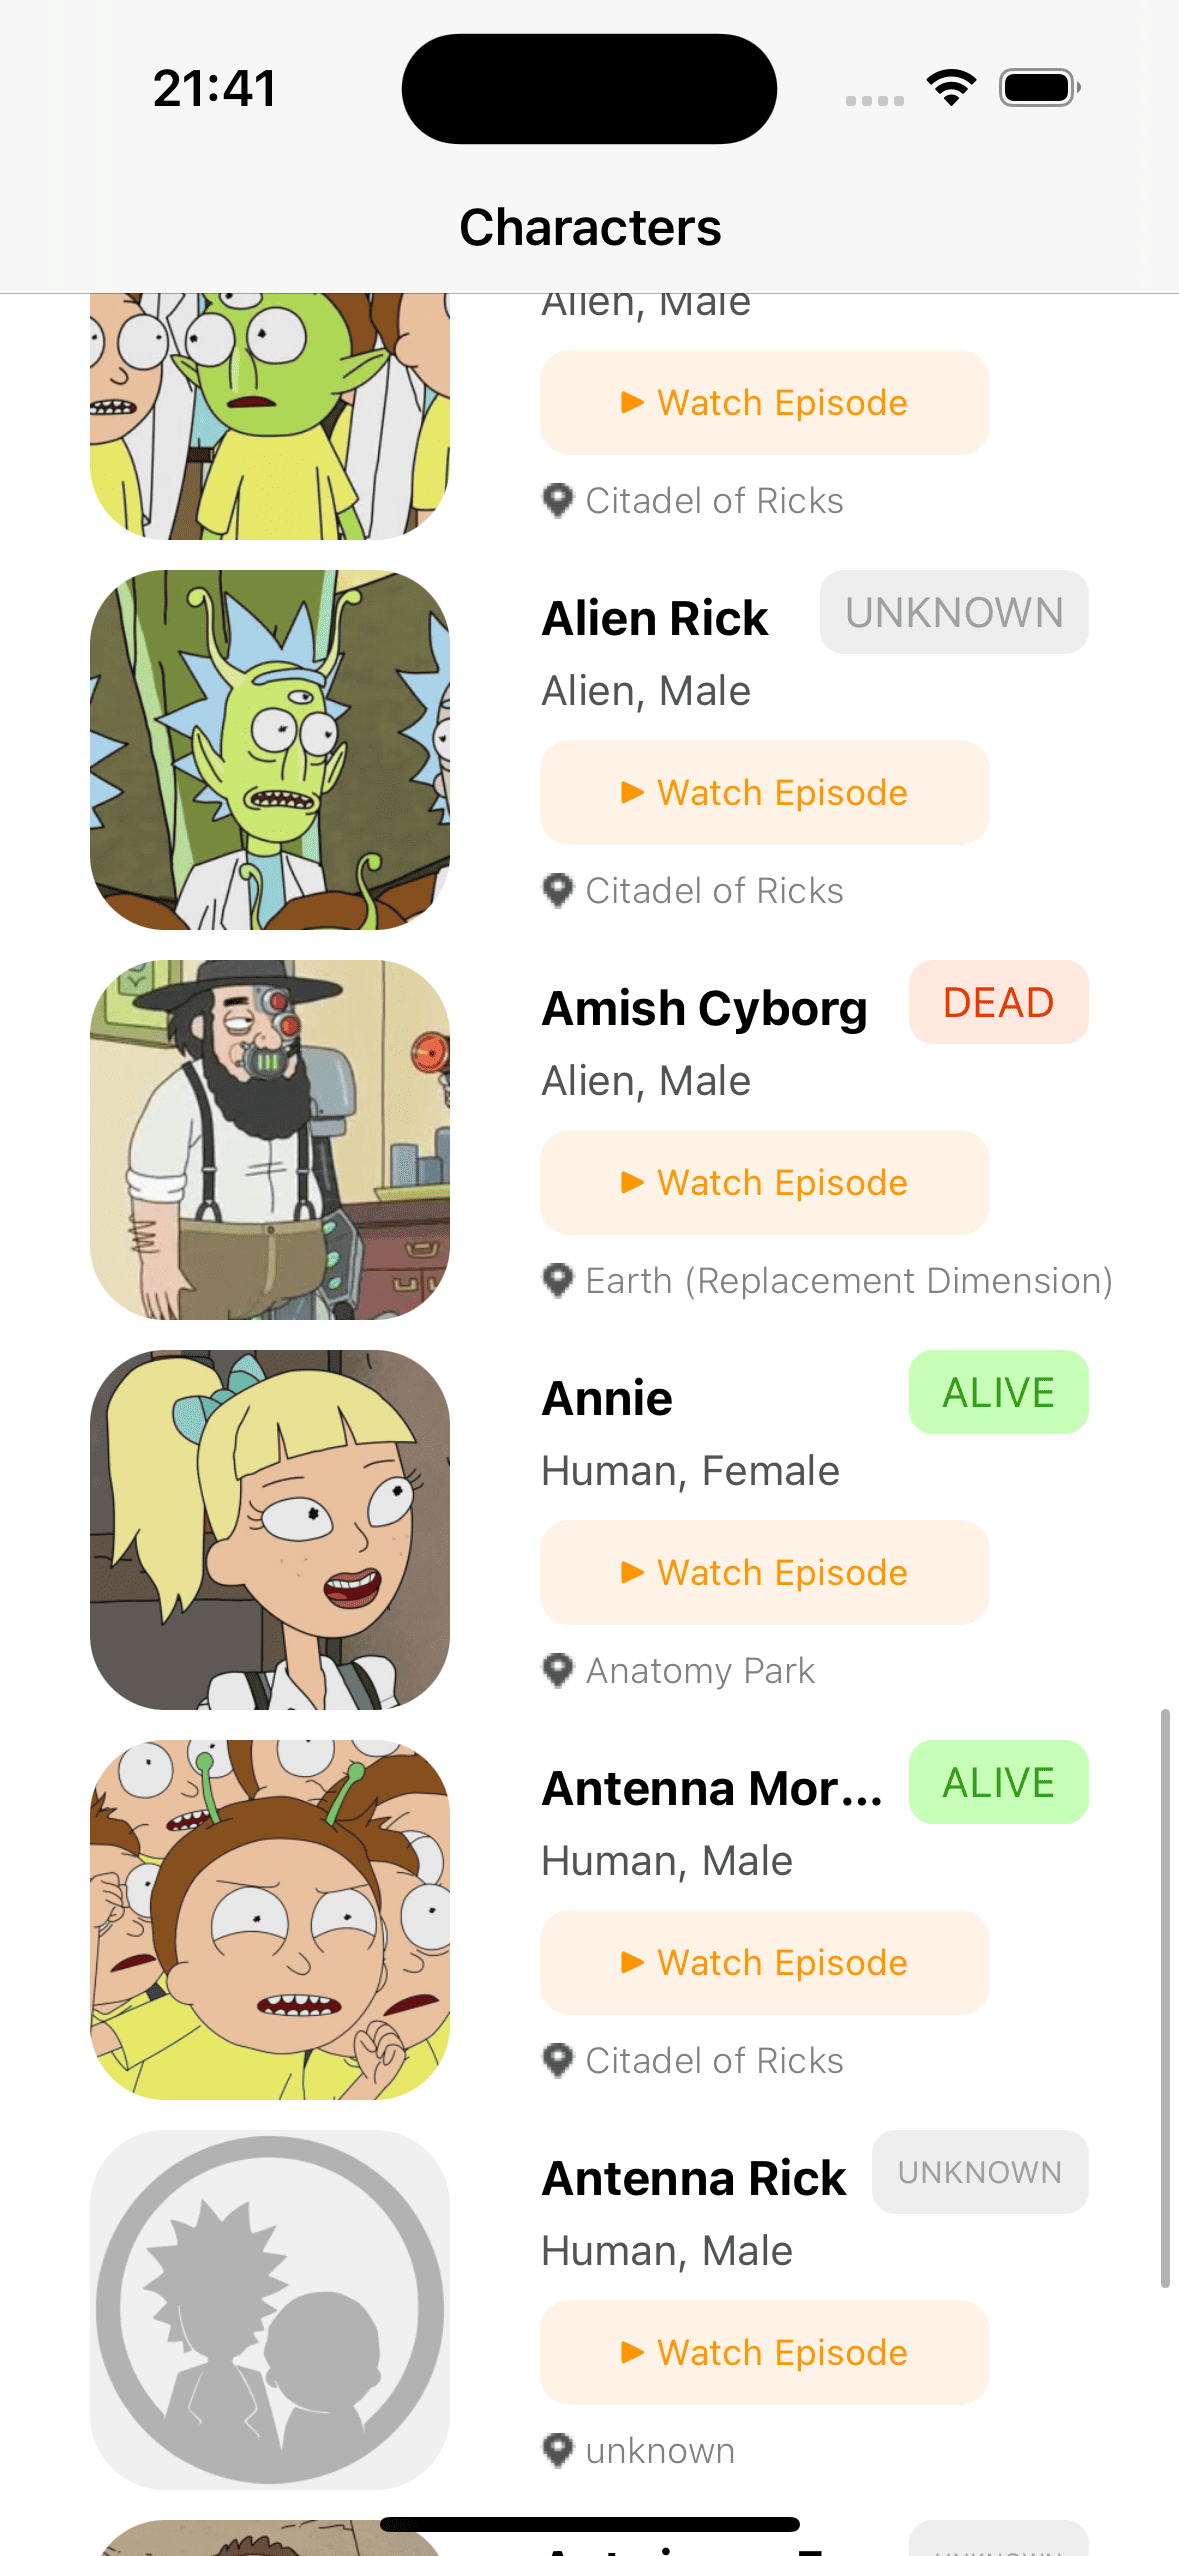 21:41
Characters
Alien, Male
Watch Episode
Citadel of Ricks
Alien Rick
UNKNOWN
Alien, Male
Watch Episode
Citadel of Ricks
Amish Cyborg
DEAD
Alien, Male
Watch Episode
Earth (Replacement Dimension)
Annie
ALIVE
Human, Female
Watch Episode
Anatomy Park
Antenna Mor...
ALIVE
Human, Male
Watch Episode
Citadel of Ricks
Antenna Rick
UNKNOWN
Human, Male
Watch Episode
unknown